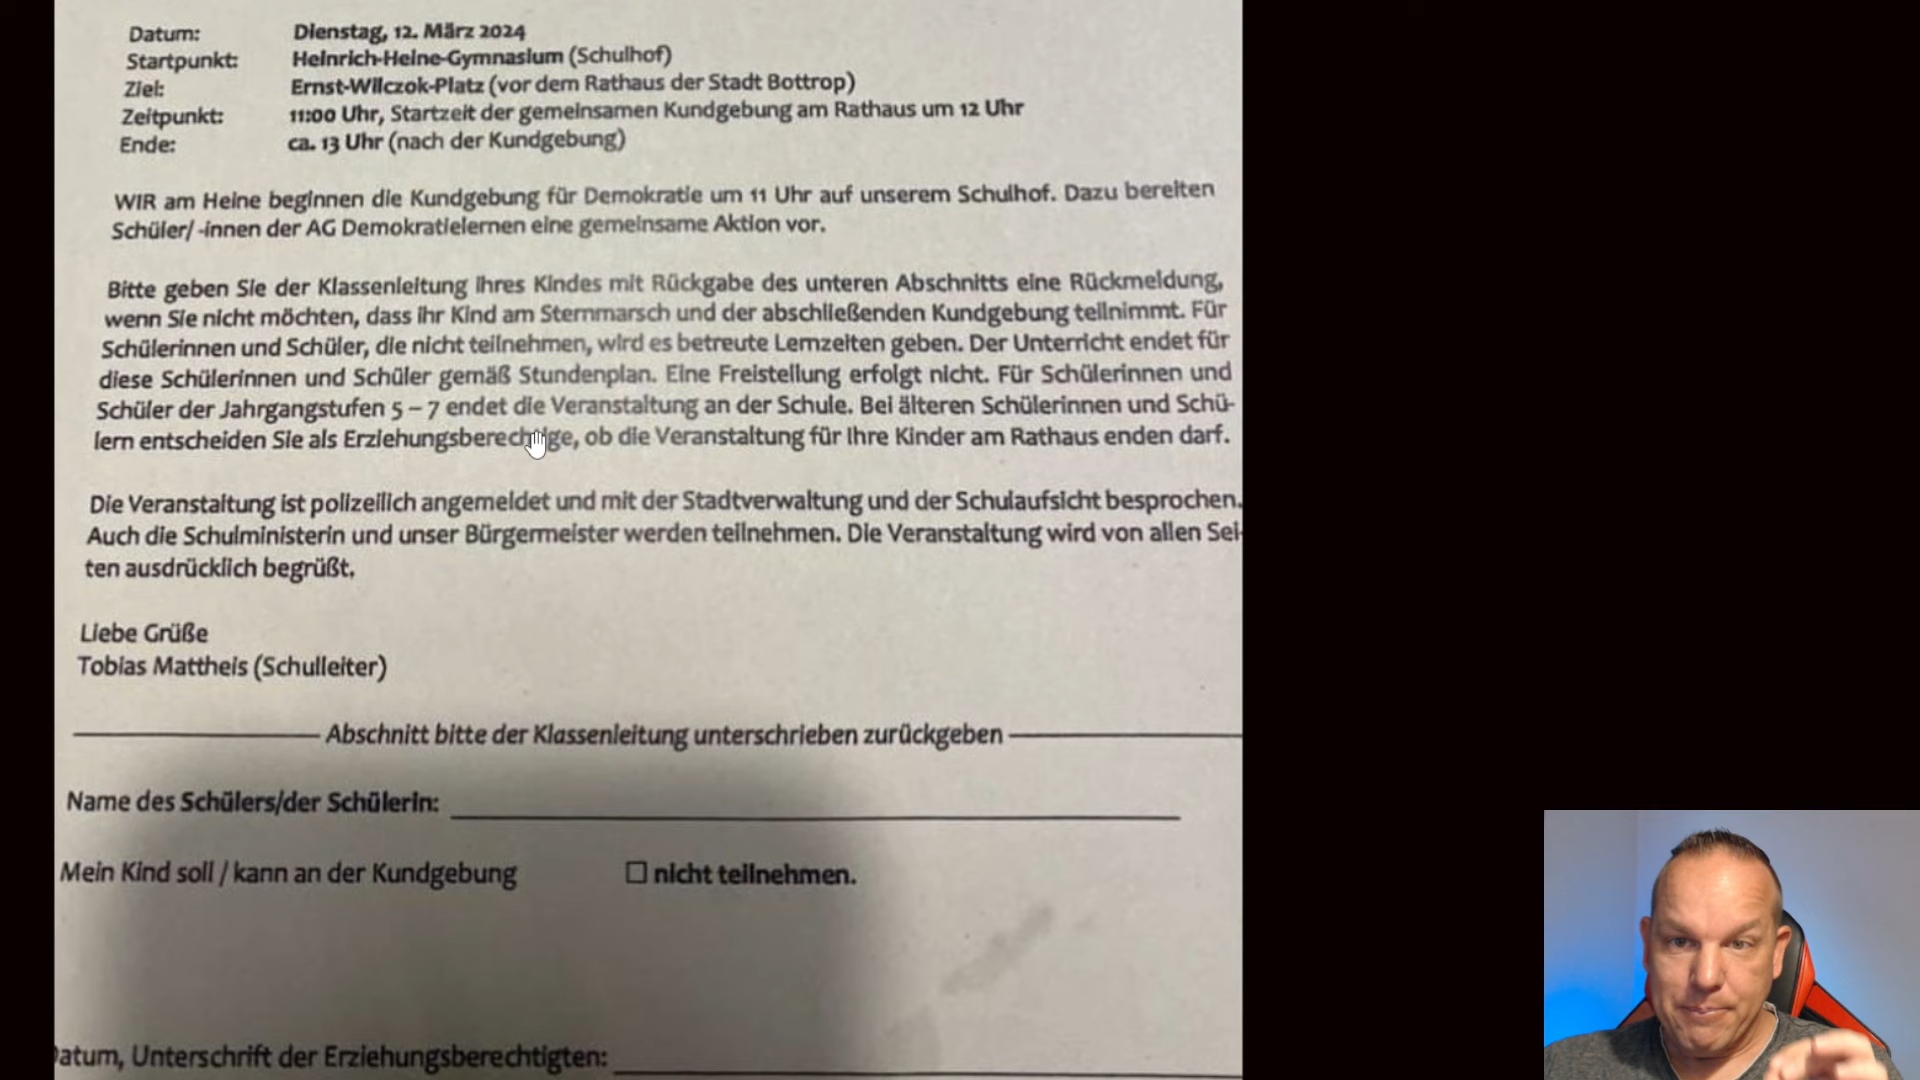 Datum: Dienstag, 12. März 2024
Startpunkt: Heinrich-Heine-Gymnasium (Schulhof)
Ziel: Ernst-Wilczok-Platz (vor dem Rathaus der Stadt Bottrop)
Zeitpunkt: 11:00 Uhr, Startzeit der gemeinsamen Kundgebung am Rathaus um 12 Uhr
Ende: ca. 13 Uhr (nach der Kundgebung)
WIR am Heine beginnen die Kundgebung für Demokratie um 11 Uhr auf unserem Schulhof. Dazu bereiten
Schüler/ -innen der AG Demokratielernen eine gemeinsame Aktion vor.
Bitte geben Sie der Klassenleitung Ihres Kindes mit Rückgabe des unteren Abschnitts eine Rückmeldung,
wenn Sie nicht möchten, dass ihr Kind am Sternmarsch und der abschließenden Kundgebung teilnimmt. Für
Schülerinnen und Schüler, die nicht teilnehmen, wird es betreute Lernzeiten geben. Der Unterricht endet für
diese Schülerinnen und Schüler gemäß Stundenplan. Eine Freistellung erfolgt nicht. Für Schülerinnen und
Schüler der Jahrgangstufen 5 – 7 endet die Veranstaltung an der Schule. Bei älteren Schülerinnen und Schü-
lern entscheiden Sie als Erziehungsberechtige, ob die Veranstaltung für Ihre Kinder am Rathaus enden darf.
Die Veranstaltung ist polizeilich angemeldet und mit der Stadtverwaltung und der Schulaufsicht besprochen.
Auch die Schulministerin und unser Bürgermeister werden teilnehmen. Die Veranstaltung wird von allen Sei-
ten ausdrücklich begrüßt.
Liebe Grüße
Tobias Mattheis (Schulleiter)
Abschnitt bitte der Klassenleitung unterschrieben zurückgeben
Name des Schülers/der Schülerin:
Mein Kind soll / kann an der Kundgebung ☐ nicht teilnehmen.
Datum, Unterschrift der Erziehungsberechtigten: